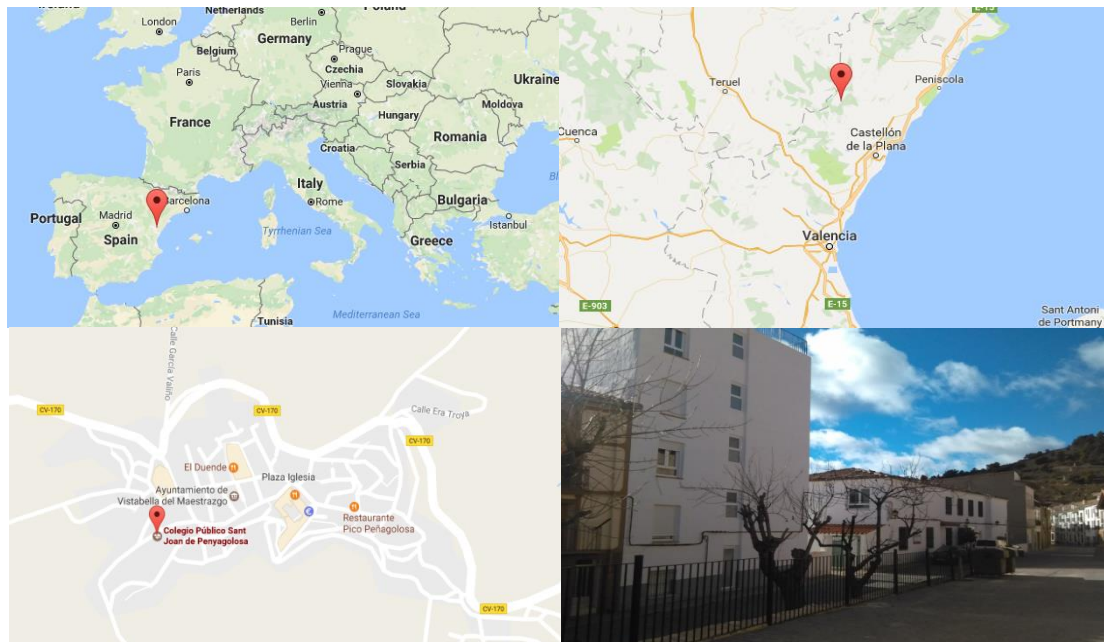 Netherlands
Poland
London
Berlin
Germany
Belgium
Prague
Czechia
Ukraine
Paris
Vienna
Slovakia
Austria
Moldova
Hungary
France
Romania
Croatia
Serbia
Italy
Bulgaria
Barcelona
Rome
Portugal
Madrid
Istanbul
Spain
Tyrrhenian Sea
Greece
Mediterranean Sea
Tunisia
E-15
Teruel
Peniscola
Cuenca
Castellón
de la Plana
Valencia
E-903
E-15
Sant Antoni
de Portmany
Calle García Valiño
CV-170
CV-170
Calle Era Troya
CV-170
El Duende
Plaza Iglesia
Ayuntamiento de
Vistabella del Maestrazgo
Restaurante
Pico Peñagolosa
Colegio Público Sant
Joan de Penyagolosa
CV-170